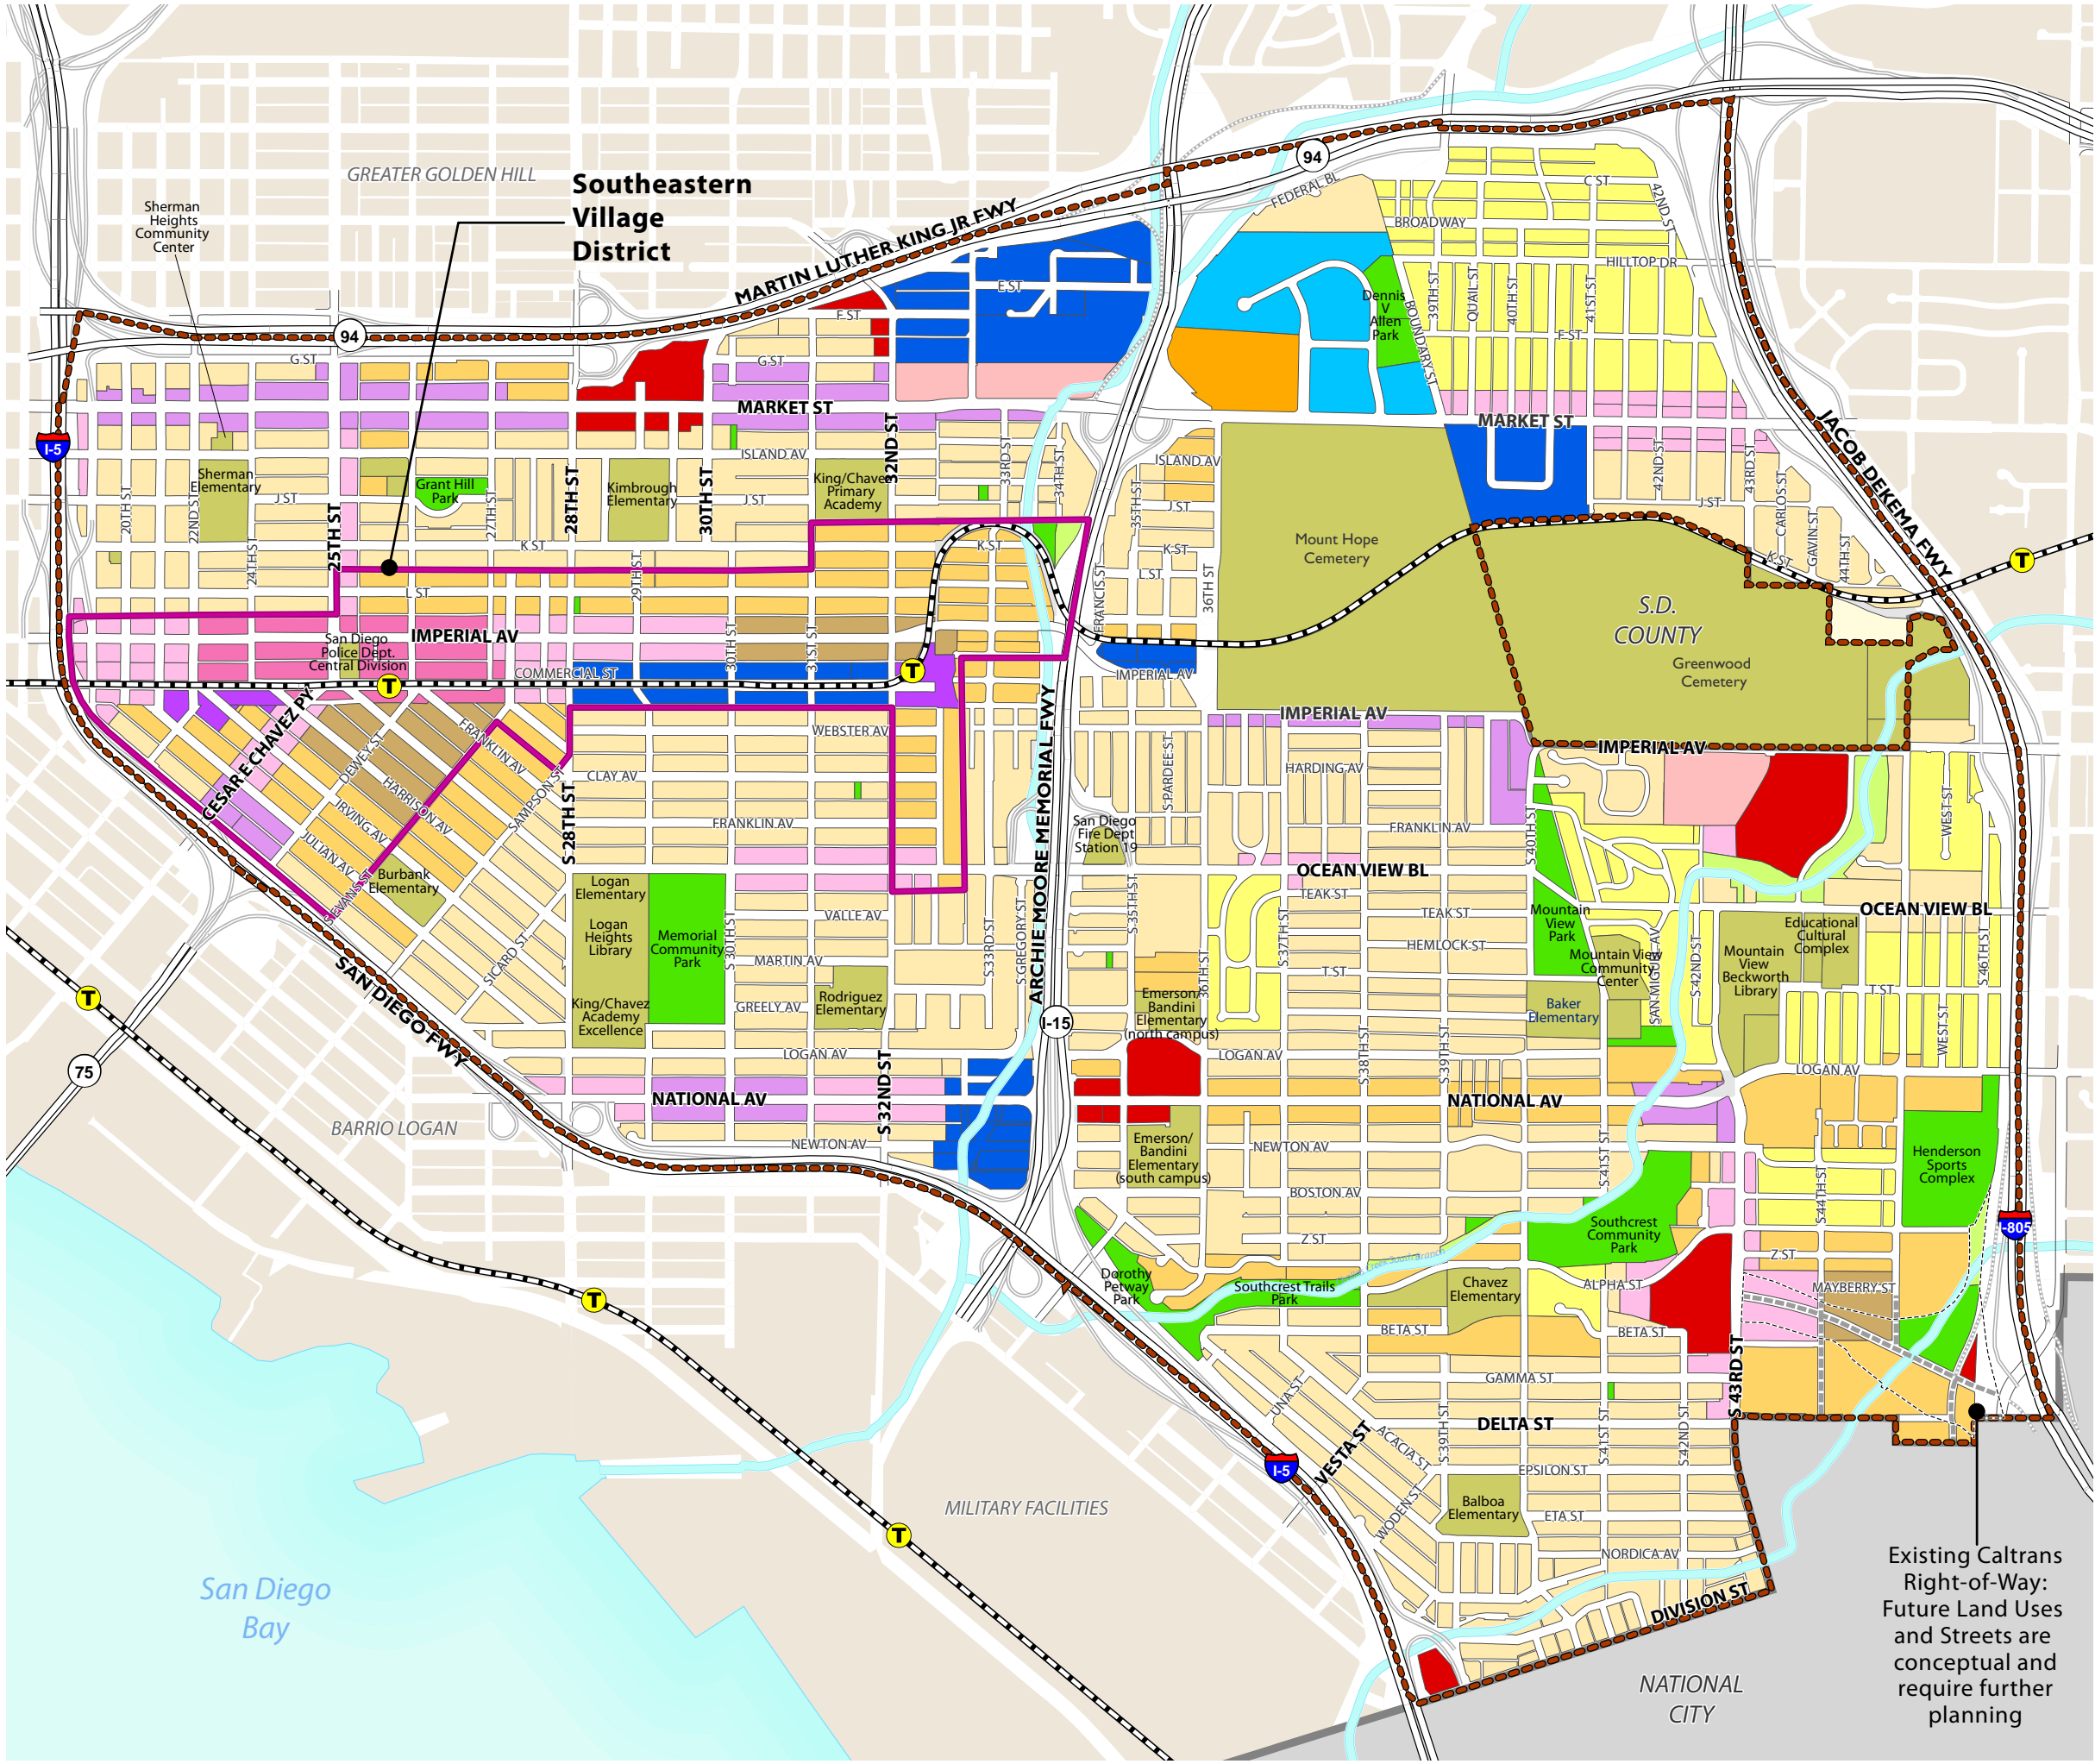 GREATER GOLDEN HILL
Southeastern
Village
District
Sherman
Heights
Community
Center
MARTIN LUTHER KING JR FWY
94
94
FEDERAL BL
C ST
42ND ST
BROADWAY
HILLTOP DR
E ST
F ST
G ST
G ST
Dennis
V
Allen
Park
BOUNDARY ST
39TH ST
QUAIL ST
40TH ST
41ST ST
F ST
MARKET ST
MARKET ST
JACOB DEKEMA FWY
I-5
ISLAND AV
ISLAND AV
32ND ST
33RD ST
34TH ST
35TH ST
42ND ST
43RD ST
CARLOS ST
GAVIN ST
44TH ST
Sherman
Elementary
Grant Hill
Park
Kimbrough
Elementary
King/Chavez
Primary
Academy
20TH ST
22ND ST
24TH ST
25TH ST
27TH ST
28TH ST
29TH ST
30TH ST
J ST
J ST
J ST
J ST
K ST
K ST
K ST
K ST
L ST
L ST
FRANCIS ST
36TH ST
Mount Hope
Cemetery
S.D.
COUNTY
Greenwood
Cemetery
T
San Diego
Police Dept.
Central Division
IMPERIAL AV
30TH ST
31ST ST
COMMERCIAL ST
T
T
IMPERIAL AV
IMPERIAL AV
IMPERIAL AV
CESAR E CHAVEZ PY
DEWEY ST
FRANKLIN AV
HARRISON AV
IRVING AV
JULIAN AV
SAMPSON ST
S EVANS ST
SICARD ST
Burbank
Elementary
WEBSTER AV
CLAY AV
FRANKLIN AV
S 28TH ST
ARCHIE MOORE MEMORIAL FWY
S PARDEE ST
HARDING AV
FRANKLIN AV
S 40TH ST
WEST ST
San Diego
Fire Dept
Station 19
OCEAN VIEW BL
OCEAN VIEW BL
TEAK ST
TEAK ST
HEMLOCK ST
T ST
T ST
Logan
Elementary
Logan
Heights
Library
King/Chavez
Academy
Excellence
Memorial
Community
Park
S 30TH ST
VALLE AV
MARTIN AV
GREELY AV
Rodriguez
Elementary
LOGAN AV
S 33RD ST
S GREGORY ST
S 35TH ST
36TH ST
S 37TH ST
S 38TH ST
S 39TH ST
Emerson/
Bandini
Elementary
(north campus)
Mountain
View
Park
Mountain View
Community
Center
Baker
Elementary
SAN MIGUEL AV
S 42ND ST
Mountain
View
Beckworth
Library
Educational
Cultural
Complex
S 46TH ST
WEST ST
I-15
LOGAN AV
LOGAN AV
NATIONAL AV
NATIONAL AV
S 32ND ST
NEWTON AV
NEWTON AV
BOSTON AV
Z ST
Z ST
SAN DIEGO FWY
T
75
BARRIO LOGAN
T
Emerson/
Bandini
Elementary
(south campus)
S 41ST ST
S 44TH ST
Henderson
Sports
Complex
I-805
Southcrest
Community
Park
Dorothy
Petway
Park
Southcrest Trails
Park
Chavez
Elementary
ALPHA ST
MAYBERRY ST
BETA ST
BETA ST
GAMMA ST
DELTA ST
S 43RD ST
UNA ST
VESTA ST
ACACIA ST
WODEN ST
S 39TH ST
S 41ST ST
S 42ND ST
EPSILON ST
ETA ST
NORDICA AV
Balboa
Elementary
DIVISION ST
I-5
T
MILITARY FACILITIES
San Diego
Bay
NATIONAL
CITY
Existing Caltrans
Right-of-Way:
Future Land Uses
and Streets are
conceptual and
require further
planning